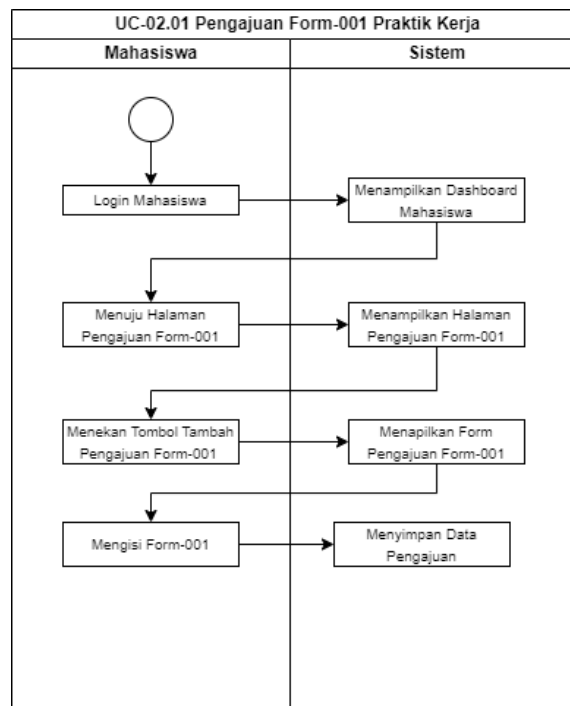 UC-02.01 Pengajuan Form-001 Praktik Kerja
Mahasiswa
Sistem
Login Mahasiswa
Menampilkan Dashboard
Mahasiswa
Menuju Halaman
Pengajuan Form-001
Menampilkan Halaman
Pengajuan Form-001
Menekan Tombol Tambah
Pengajuan Form-001
Menapilkan Form
Pengajuan Form-001
Mengisi Form-001
Menyimpan Data
Pengajuan